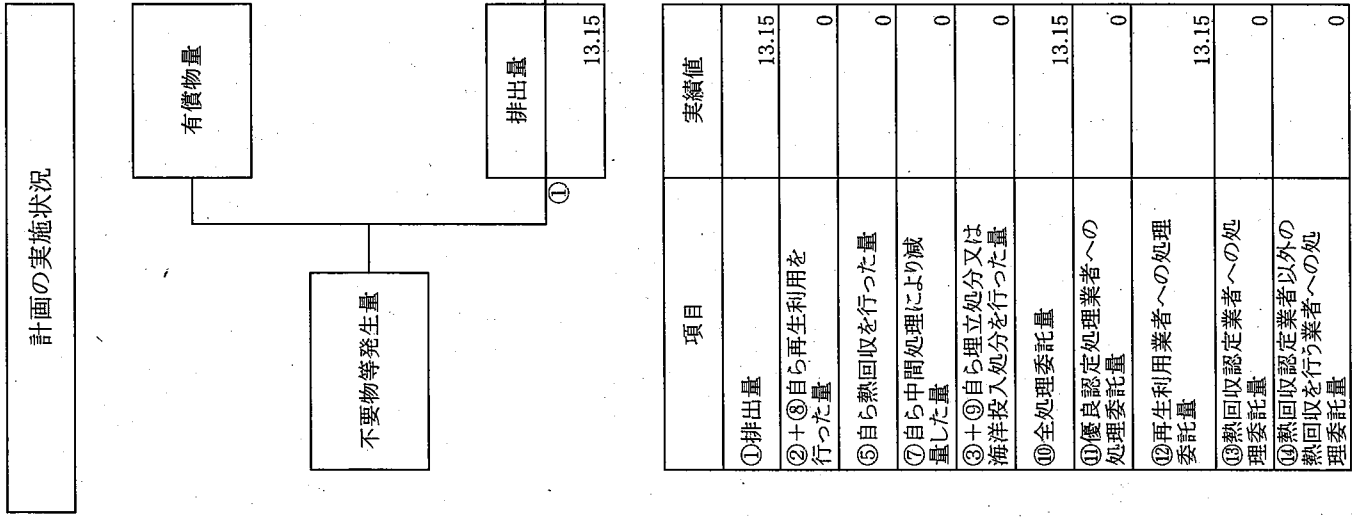 計画の実施状況
不要物等発生量
有償物量
①
排出量
13.15
項目
実績値
①排出量
13.15
②+⑧自ら再生利用を
行った量
0
⑤自ら熱回収を行った量
0
⑦自ら中間処理により減
量した量
0
③+⑨自ら埋立処分又は
海洋投入処分を行った量
0
⑩全処理委託量
13.15
⑪優良認定処理業者への
処理委託量
0
⑫再生利用業者への処理
委託量
13.15
⑬熱回収認定業者への処
理委託量
0
⑭熱回収認定業者以外の
熱回収を行う業者への処
理委託量
0